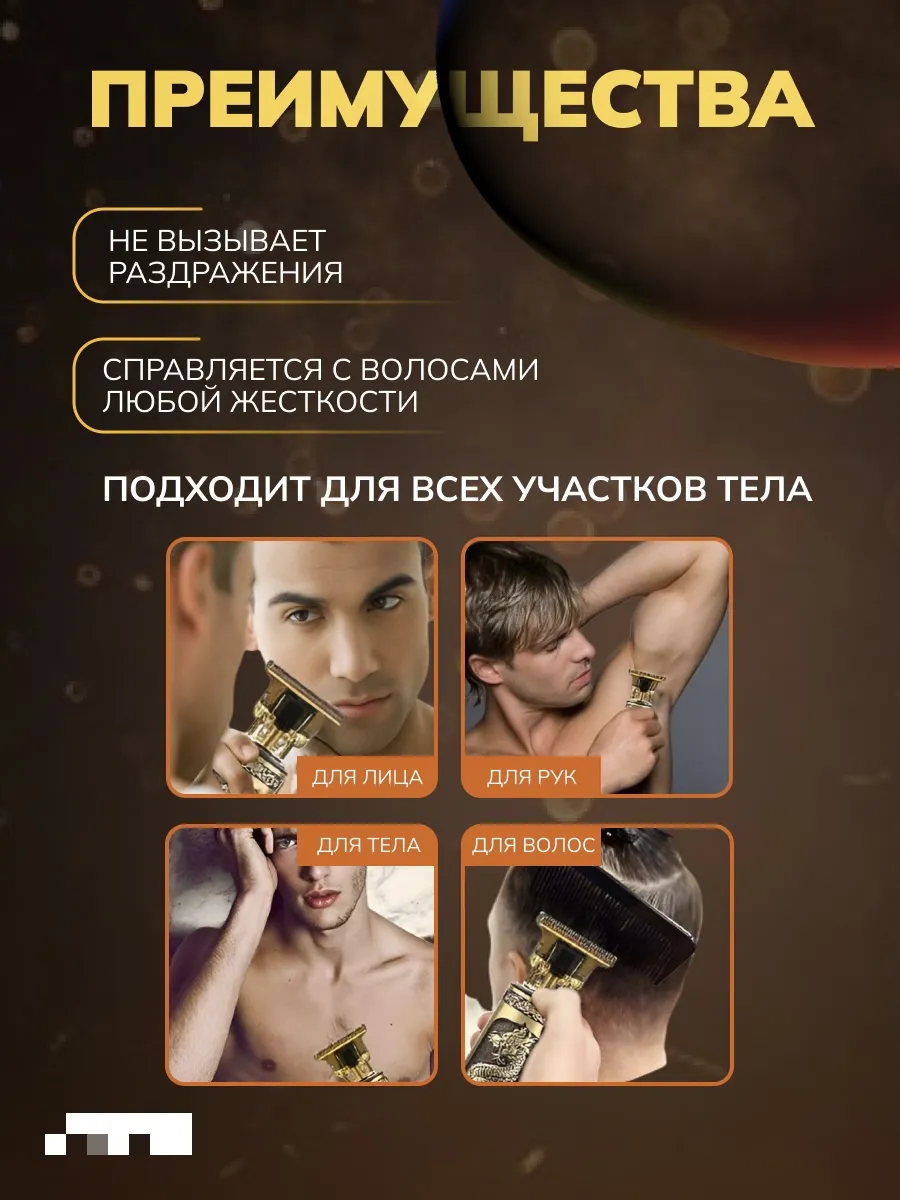 ПРЕИМУЩЕСТВА
НЕ ВЫЗЫВАЕТ
РАЗДРАЖЕНИЯ
СПРАВЛЯЕТСЯ С ВОЛОСАМИ
ЛЮБОЙ ЖЕСТКОСТИ
ПОДХОДИТ ДЛЯ ВСЕХ УЧАСТКОВ ТЕЛА
ДЛЯ ЛИЦА
ДЛЯ РУК
ДЛЯ ТЕЛА
ДЛЯ ВОЛОС